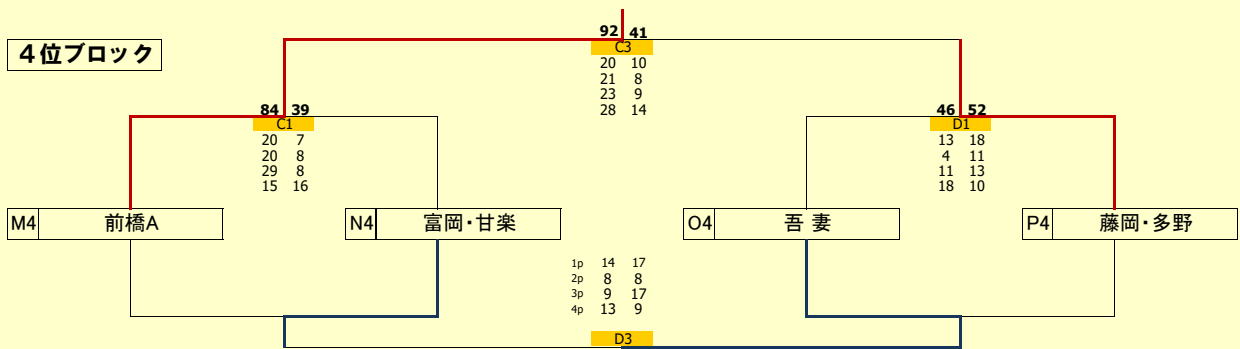 92 41
C3
４位ブロック
20 10
21 8
23 9
28 14
84 39
C1
20 7
20 8
29 8
15 16
46 52
D1
13 18
4 11
11 13
18 10
M4 前橋A
N4 富岡・甘楽
O4 吾 妻
P4 藤岡・多野
1p 14 17
2p 8 8
3p 9 17
4p 13 9
D3